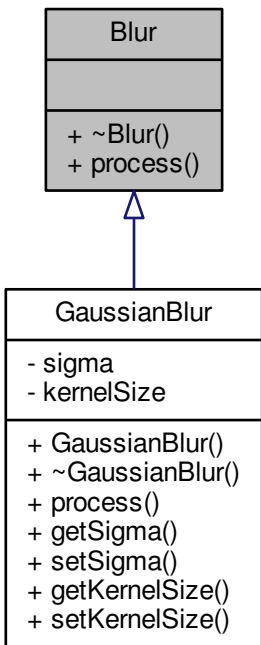 Blur
+ ~Blur()
+ process()
GaussianBlur
- sigma
- kernelSize
+ GaussianBlur()
+ ~GaussianBlur()
+ process()
+ getSigma()
+ setSigma()
+ getKernelSize()
+ setKernelSize()